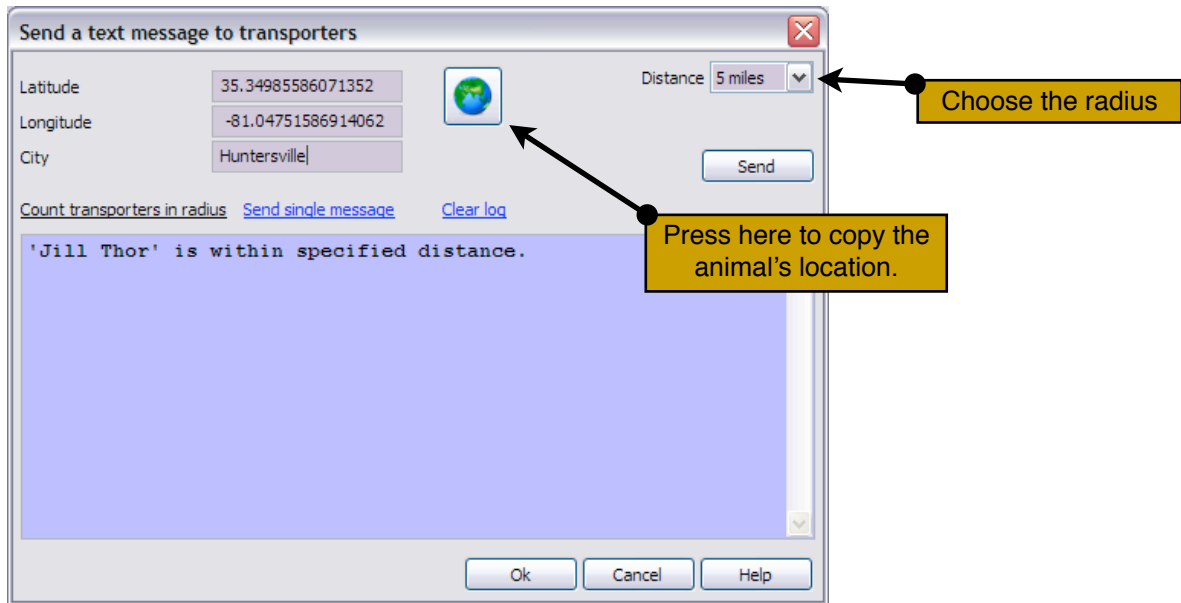 Send a text message to transporters
Latitude 35.34985586071352 Distance 5 miles
Choose the radius
Longitude -81.04751586914062
City Huntersville
Send
Count transporters in radius Send single message Clear log
'Jill Thor' is within specified distance.
Press here to copy the
animal's location.
Ok Cancel Help